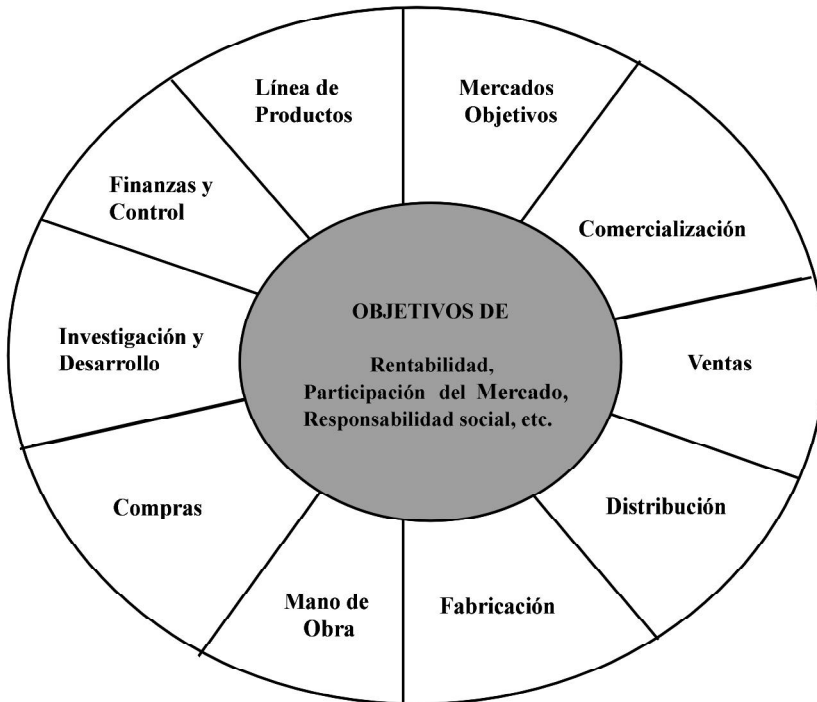 Línea de
Productos
Mercados
Objetivos
Finanzas y
Control
Comercialización
OBJETIVOS DE
Rentabilidad,
Participación del Mercado,
Responsabilidad social, etc.
Investigación y
Desarrollo
Ventas
Compras
Distribución
Mano de
Obra
Fabricación